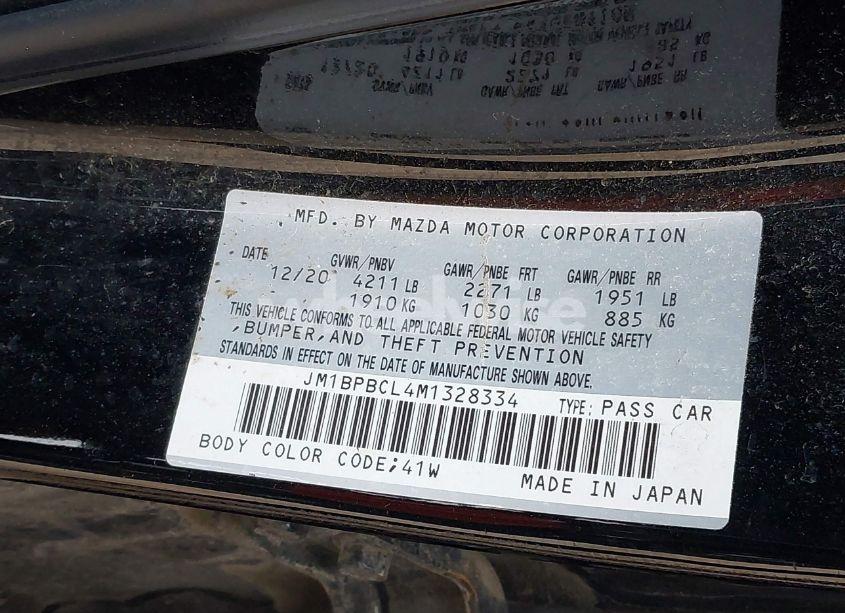 MFD. BY MAZDA MOTOR CORPORATION
DATE GVWR/PNBV GAWR/PNBE FRT GAWR/PNBE RR
12/20 4211 LB 2271 LB 1951 LB
1910 KG 1030 KG 885 KG
THIS VEHICLE CONFORMS TO ALL APPLICABLE FEDERAL MOTOR VEHICLE SAFETY
,BUMPER,AND THEFT PREVENTION
STANDARDS IN EFFECT ON THE DATE OF MANUFACTURE SHOWN ABOVE.
JM1BPBCL4M1328334 TYPE: PASS CAR
BODY COLOR CODE;41W
MADE IN JAPAN